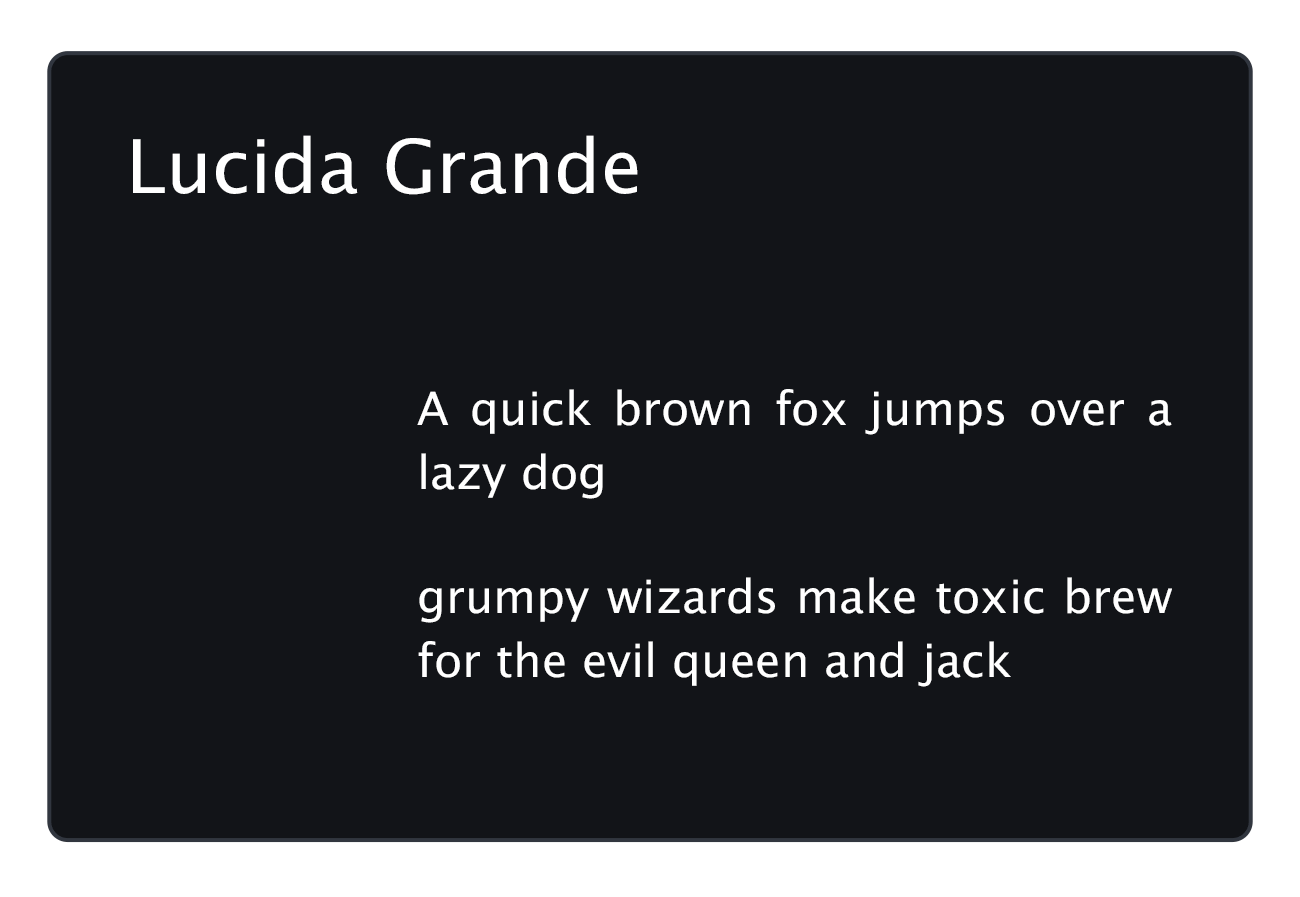 Lucida Grande
A quick brown fox jumps over a
lazy dog
grumpy wizards make toxic brew
for the evil queen and jack